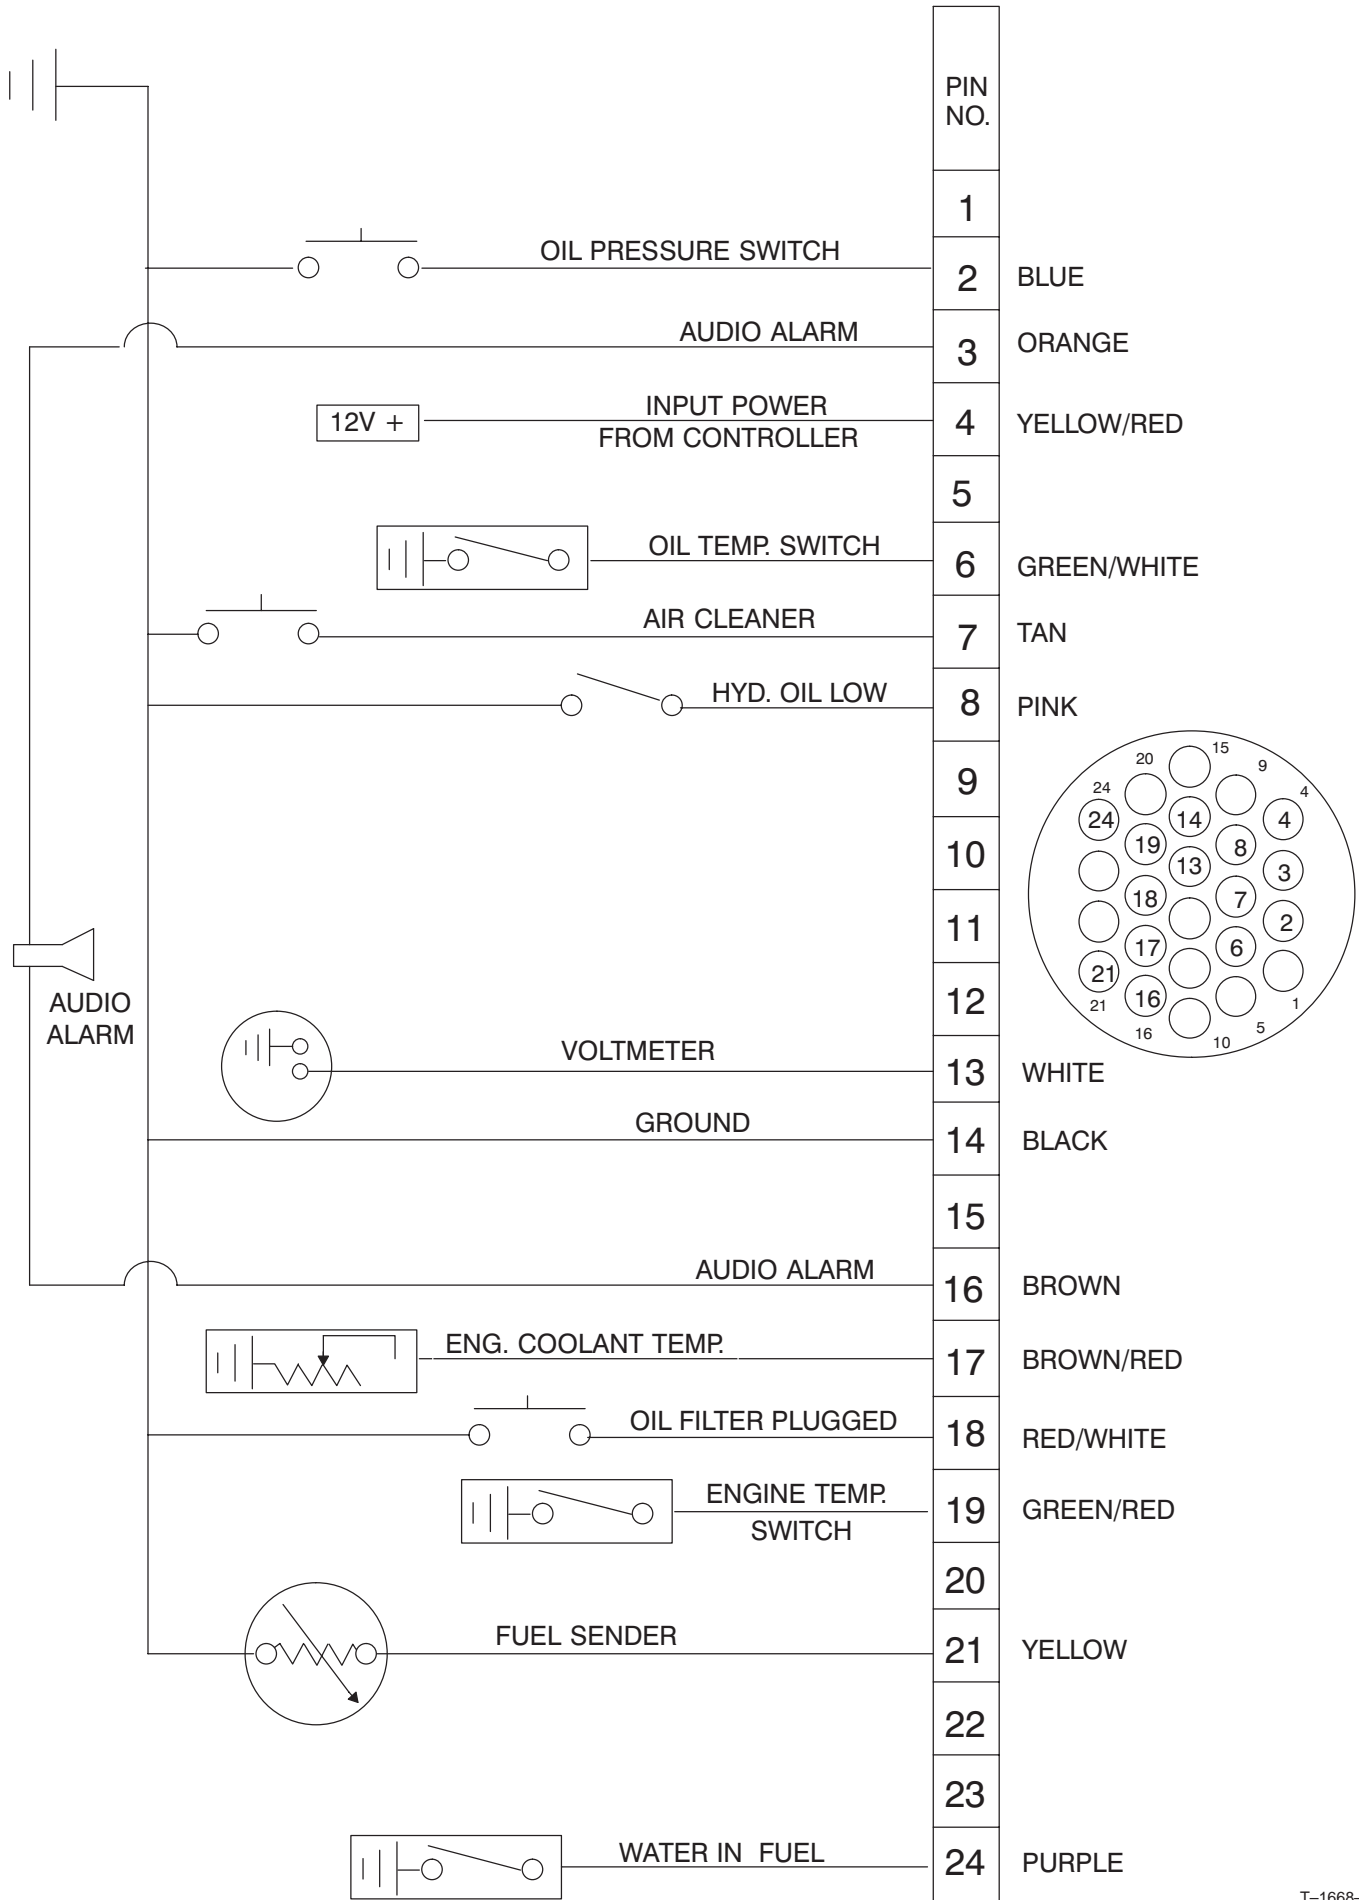 PIN
NO.
1
OIL PRESSURE SWITCH
2 BLUE
AUDIO ALARM
3 ORANGE
12V +
INPUT POWER
FROM CONTROLLER
4 YELLOW/RED
5
OIL TEMP. SWITCH
6 GREEN/WHITE
AIR CLEANER
7 TAN
HYD. OIL LOW
8 PINK
9
10
11
12
AUDIO
ALARM
VOLTMETER
13 WHITE
GROUND
14 BLACK
15
AUDIO ALARM
16 BROWN
ENG. COOLANT TEMP.
17 BROWN/RED
OIL FILTER PLUGGED
18 RED/WHITE
ENGINE TEMP.
SWITCH
19 GREEN/RED
20
FUEL SENDER
21 YELLOW
22
23
WATER IN FUEL
24 PURPLE
15
20 9
24 4
24 14 4
19 8
13 3
18 7
2
17 6
21
16
21 1
16 10 5
T–1668–